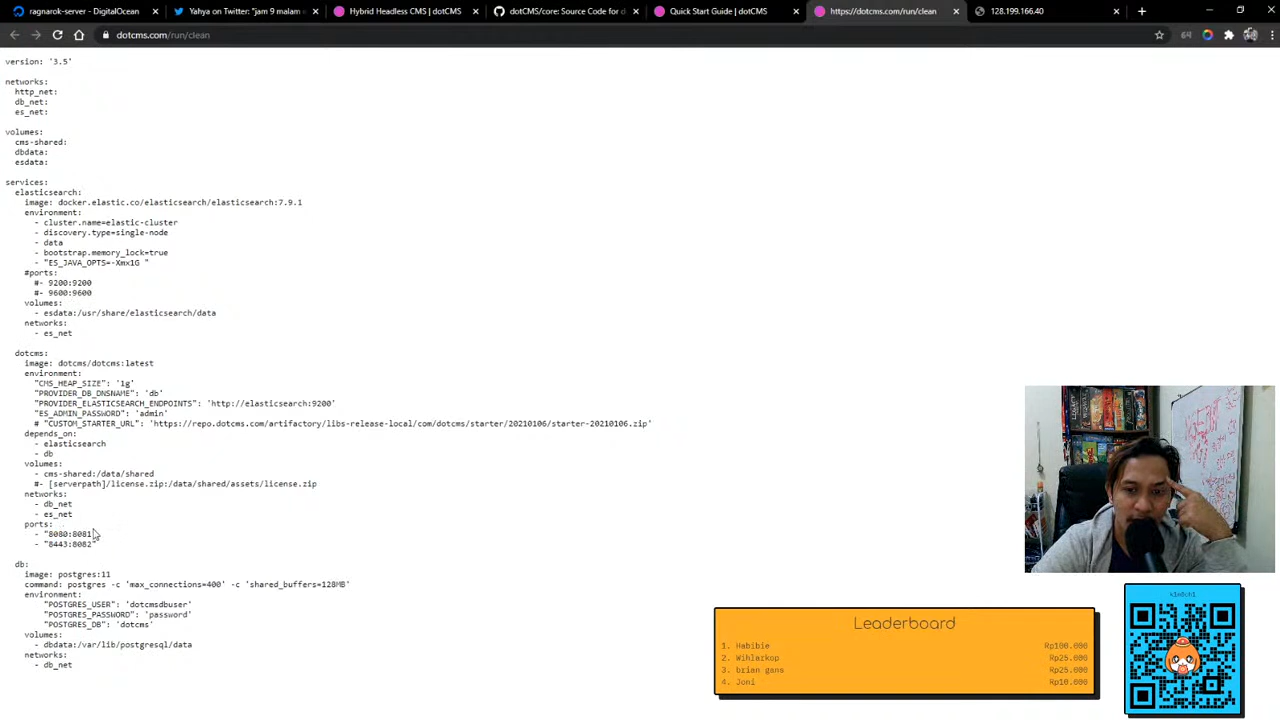 ragnarok-server - DigitalOcean
Yahya on Twitter: "jam 9 malam
Hybrid Headless CMS | dotCMS
dotCMS/core: Source Code for d
Quick Start Guide | dotCMS
https://dotcms.com/run/clean
128.199.166.40
dotcms.com/run/clean
version: '3.5'
networks:
http_net:
db_net:
es_net:
volumes:
cms-shared:
dbdata:
esdata:
services:
elasticsearch:
image: docker.elastic.co/elasticsearch/elasticsearch:7.9.1
environment:
- cluster.name=elastic-cluster
- discovery.type=single-node
- data
- bootstrap.memory_lock=true
- "ES_JAVA_OPTS=-Xmx1G "
#ports:
#- 9200:9200
#- 9600:9600
volumes:
- esdata:/usr/share/elasticsearch/data
networks:
- es_net
dotcms:
image: dotcms/dotcms:latest
environment:
"CMS_HEAP_SIZE": '1g'
"PROVIDER_DB_DNSNAME": 'db'
"PROVIDER_ELASTICSEARCH_ENDPOINTS": 'http://elasticsearch:9200'
"ES_ADMIN_PASSWORD": 'admin'
# "CUSTOM_STARTER_URL": 'https://repo.dotcms.com/artifactory/libs-release-local/com/dotcms/starter/20210106/starter-20210106.zip'
depends_on:
- elasticsearch
- db
volumes:
- cms-shared:/data/shared
#- [serverpath]/license.zip:/data/shared/assets/license.zip
networks:
- db_net
- es_net
ports:
- "8080:8081"
- "8443:8082"
db:
image: postgres:11
command: postgres -c 'max_connections=400' -c 'shared_buffers=128MB'
environment:
"POSTGRES_USER": 'dotcmsdbuser'
"POSTGRES_PASSWORD": 'password'
"POSTGRES_DB": 'dotcms'
volumes:
- dbdata:/var/lib/postgresql/data
networks:
- db_net
Leaderboard
1. Habibie Rp100.000
2. Wihlarkop Rp25.000
3. brian gans Rp25.000
4. Joni Rp10.000